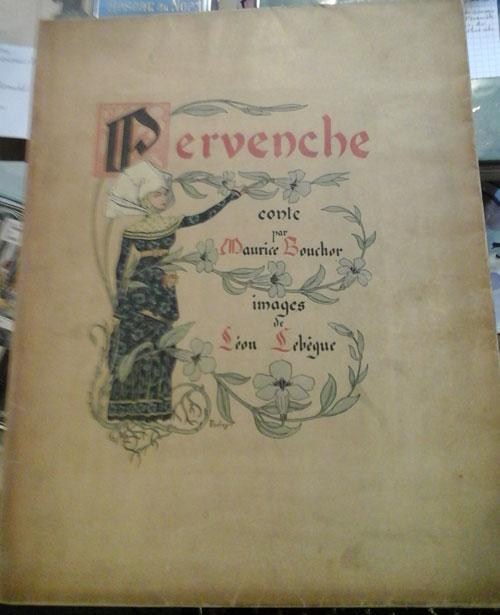 Pervenche
conte
par
Maurice Bouchor
images
de
Léon Lebègue